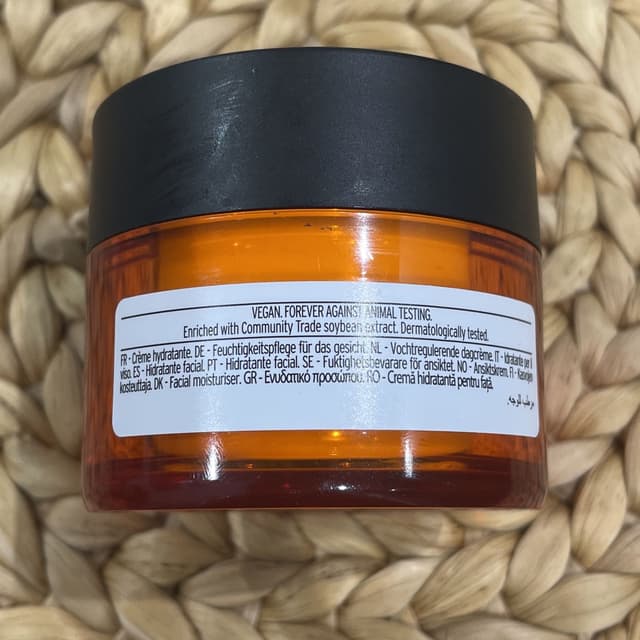 VEGAN. FOREVER AGAINST ANIMAL TESTING.
Enriched with Community Trade soybean extract. Dermatologically tested.
FR - Crème hydratante. DE - Feuchtigkeitspflege für das gesicht. NL - Vochtregulerende dagcrème. IT - Idratante per il
viso. ES - Hidratante facial. PT - Hidratante facial. SE - Fuktighetsbevarare för ansiktet. NO - Ansiktskrem. FI - Kasvojen
kosteuttaja. DK - Facial moisturiser. GR - Ενυδατικό προσώπου. RO - Cremă hidratantă pentru față.
مرطب للوجه.